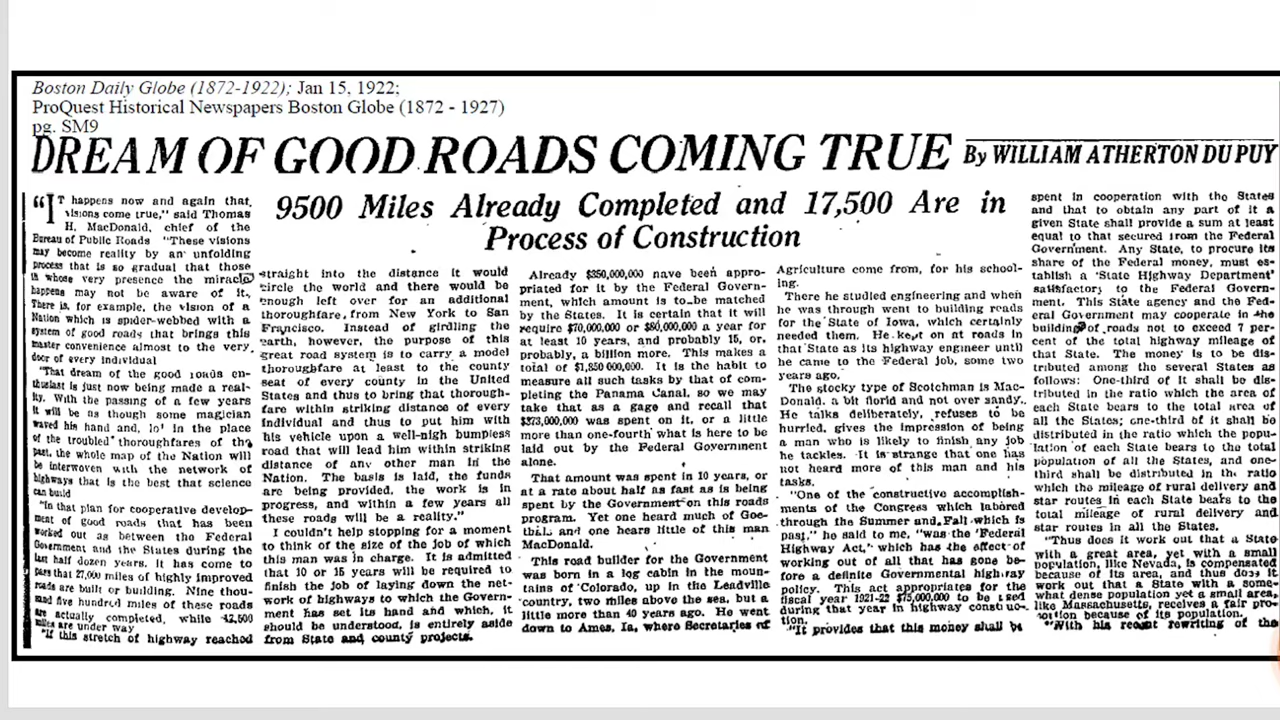 Boston Daily Globe (1872-1922); Jan 15, 1922;
ProQuest Historical Newspapers Boston Globe (1872 - 1927)
pg. SM9
DREAM OF GOOD ROADS COMING TRUE By WILLIAM ATHERTON DU PUY
9500 Miles Already Completed and 17,500 Are in
Process of Construction
"IT happens now and again that
visions come true," said Thomas
H. MacDonald, chief of the
Bureau of Public Roads "These visions
may become reality by an unfolding
process that is so gradual that those
in whose very presence the miracle
happens may not be aware of it.
There is, for example, the vision of a
Nation which is spider-webbed with a
system of good roads that brings this
master convenience almost to the very
door of every individual
"That dream of the good roads en-
thusiast is just now being made a real-
ity. With the passing of a few years
it will be as though some magician
waved his hand and, lo! in the place
of the troubled thoroughfares of the
past, the whole map of the Nation will
be interwoven with the network of
highways that is the best that science
can build
"In that plan for cooperative develop-
ment of good roads that has been
worked out as between the Federal
Government and the States during the
last half dozen years, it has come to
pass that 27,000 miles of highly improved
roads are built or building. Nine thou-
sand five hundred miles of these roads
are actually completed, while
miles are under way
"If this stretch of highway reached
straight into the distance it would
circle the world and there would be
enough left over for an additional
thoroughfare from New York to San
Francisco. Instead of girdling the
earth, however, the purpose of this
great road system is to carry a model
thoroughfare at least to the county
seat of every county in the United
States and thus to bring that thorough-
fare within striking distance of every
individual and thus to put him with
his vehicle upon a well-nigh bumpless
road that will lead him within striking
distance of any other man in the
Nation. The basis is laid, the funds
are being provided, the work is in
progress, and within a few years all
these roads will be a reality."
I couldn't help stopping for a moment
to think of the size of the job of which
this man was in charge. It is admitted
that 10 or 15 years will be required to
finish the job of laying down the net-
work of highways to which the Govern-
ment has set its hand and which, it
should be understood, is entirely aside
from State and county projects.
Already $350,000,000 have been appro-
priated for it by the Federal Govern-
ment, which amount is to be matched
by the States. It is certain that it will
require $70,000,000 or $80,000,000 a year for
at least 10 years, and probably 15, or,
probably, a billion more. This makes a
total of $1,350,000,000. It is the habit to
measure all such tasks by that of com-
pleting the Panama Canal, so we may
take that as a gage and recall that
$373,000,000 was spent on it, or a little
more than one-fourth what is here to be
laid out by the Federal Government
alone.
That amount was spent in 10 years, or
at a rate about half as fast as is being
spent by the Government on this roads
program. Yet one heard much of Goe-
thals and one hears little of this man
MacDonald.
This road builder for the Government
was born in a log cabin in the moun-
tains of Colorado, up in the Leadville
country, two miles above the sea, but a
little more than 40 years ago. He went
down to Ames, Ia, where Secretaries of
Agriculture come from, for his school-
ing.
There he studied engineering and when
he was through went to building roads
for the State of Iowa, which certainly
needed them. He kept on at roads in
that State as its highway engineer until
he came to the Federal job, some two
years ago.
The stocky type of Scotchman is Mac-
Donald, a bit florid and not over sandy.
He talks deliberately, refuses to be
hurried, gives the impression of being
a man who is likely to finish any job
he tackles. It is strange that one has
not heard more of this man and his
tasks.
"One of the constructive accomplish-
ments of the Congress which labored
through the Summer and Fall which is
past," he said to me, "was the 'Federal
Highway Act,' which has the effect of
working out of all that has gone be-
fore a definite Governmental highway
policy. This act appropriates for the
fiscal year 1921-22 $75,000,000 to be used
during that year in highway construc-
tion.
"It provides that this money shall be
spent in cooperation with the States
and that to obtain any part of it a
given State shall provide a sum at least
equal to that secured from the Federal
Government. Any State, to procure its
share of the Federal money, must es-
tablish a 'State Highway Department'
satisfactory to the Federal Govern-
ment. This State agency and the Fed-
eral Government may cooperate in the
building of roads not to exceed 7 per-
cent of the total highway mileage of
that State. The money is to be dis-
tributed among the several States as
follows: One-third of it shall be dis-
tributed in the ratio which the area of
each State bears to the total area of
all the States; one-third of it shall be
distributed in the ratio which the popu-
lation of each State bears to the total
population of all the States, and one-
third shall be distributed in the ratio
which the mileage of rural delivery and
star routes in each State bears to the
total mileage of rural delivery and
star routes in all the States.
"Thus does it work out that a State
with a great area, yet with a small
population, like Nevada, is compensated
because of its area, and thus does it
work out that a State with a some-
what dense population yet a small area,
like Massachusetts, receives a fair pro-
portion because of its population.
"With his recent rewriting of the